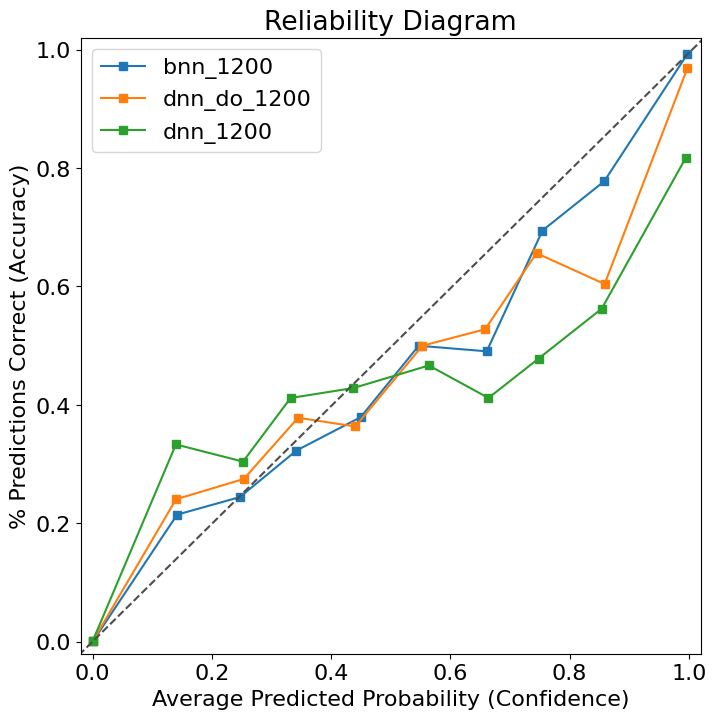 Reliability Diagram
bnn_1200
dnn_do_1200
dnn_1200
% Predictions Correct (Accuracy)
1.0
0.8
0.6
0.4
0.2
0.0
0.0 0.2 0.4 0.6 0.8 1.0
Average Predicted Probability (Confidence)